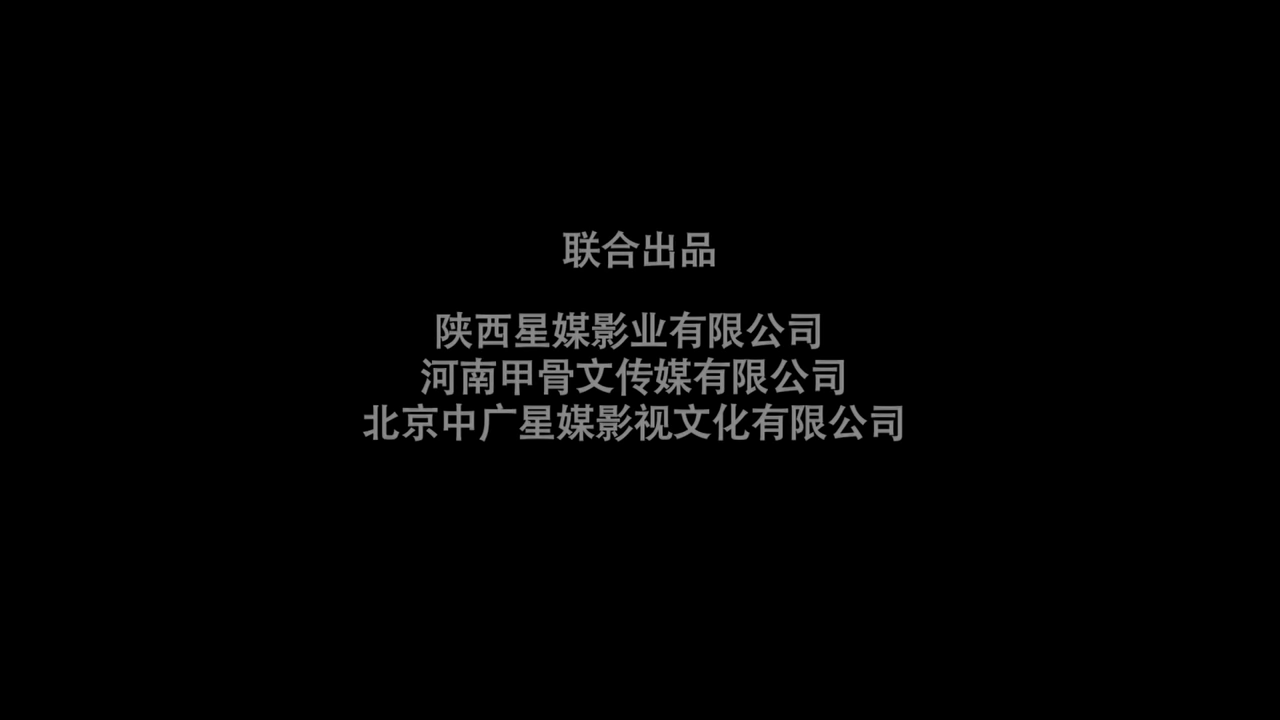 联合出品
陕西星媒影业有限公司
河南甲骨文传媒有限公司
北京中广星媒影视文化有限公司